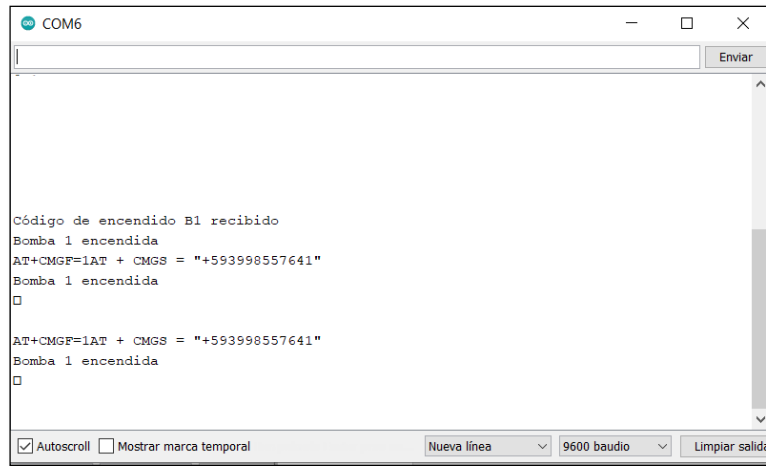 COM6
Enviar
Código de encendido B1 recibido
Bomba 1 encendida
AT+CMGF=1AT + CMGS = "+593998557641"
Bomba 1 encendida
□
AT+CMGF=1AT + CMGS = "+593998557641"
Bomba 1 encendida
□
Autoscroll Mostrar marca temporal Nueva línea 9600 baudio Limpiar salida